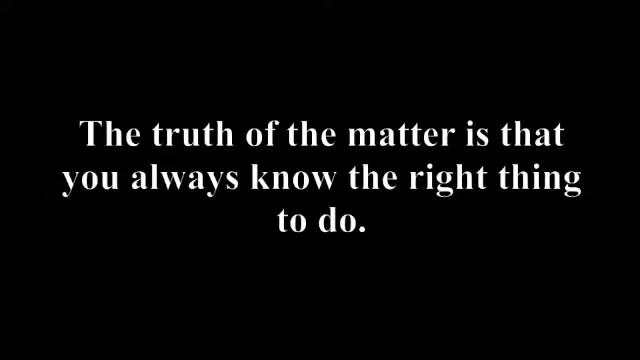 The truth of the matter is that
you always know the right thing
to do.